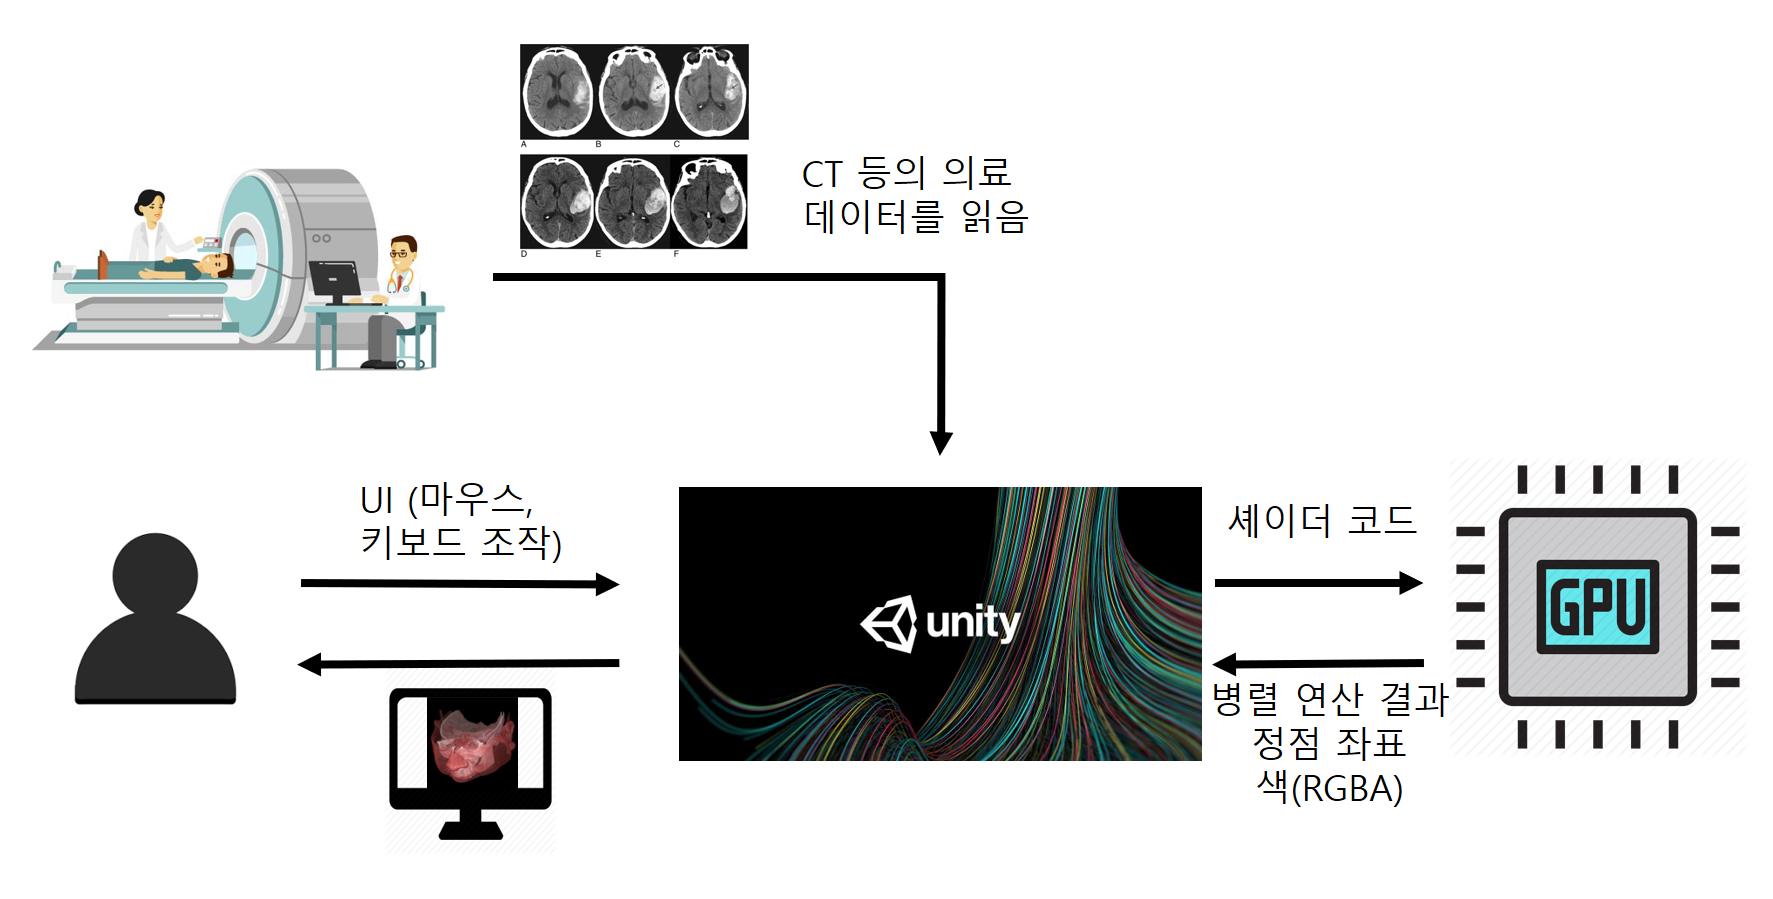 A B C
D E F
CT 등의 의료
데이터를 읽음
UI (마우스,
키보드 조작)
unity
셰이더 코드
GPU
병렬 연산 결과
정점 좌표
색(RGBA)